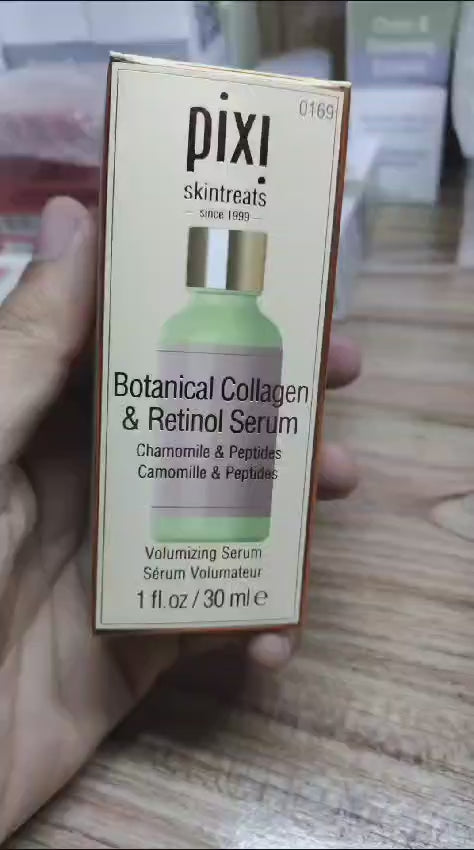 0169
pixi
skintreats
— since 1999 —
Botanical Collagen
& Retinol Serum
Chamomile & Peptides
Camomille & Peptides
Volumizing Serum
Sérum Volumateur
1 fl.oz / 30 ml e